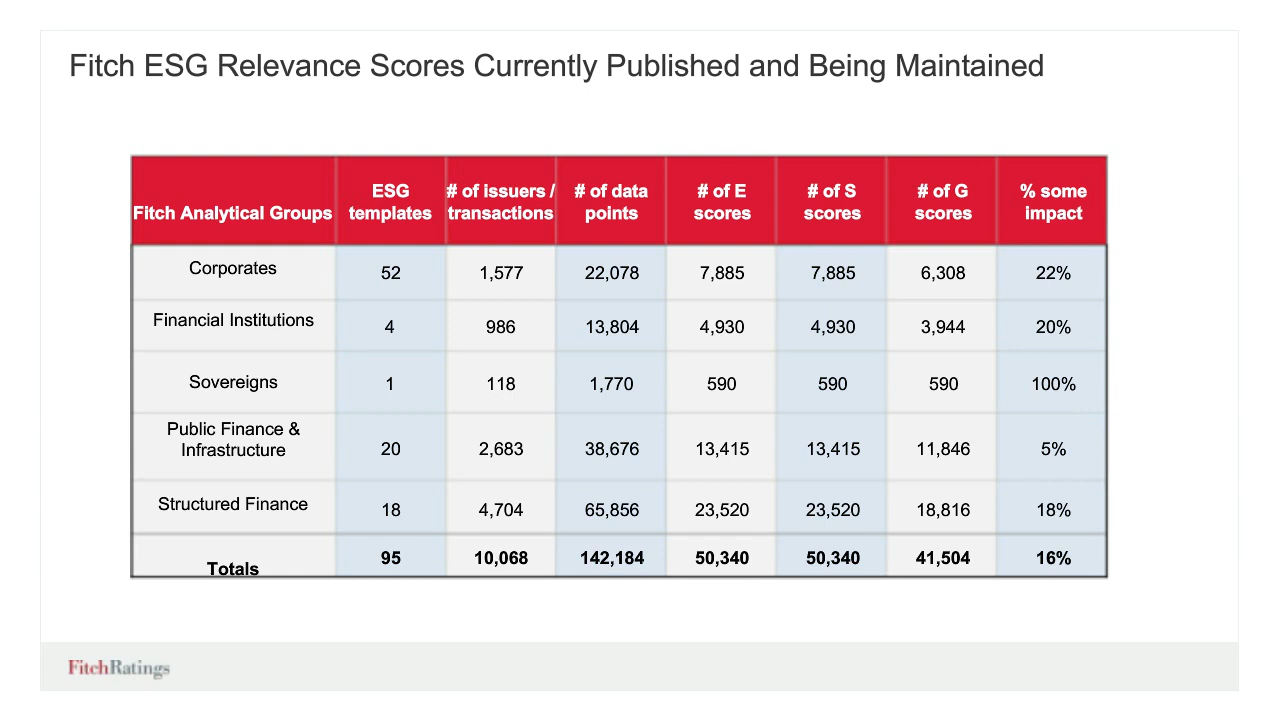 Fitch ESG Relevance Scores Currently Published and Being Maintained
Fitch Analytical Groups ESG templates # of issuers / transactions # of data points # of E scores # of S scores # of G scores % some impact
Corporates 52 1,577 22,078 7,885 7,885 6,308 22%
Financial Institutions 4 986 13,804 4,930 4,930 3,944 20%
Sovereigns 1 118 1,770 590 590 590 100%
Public Finance & Infrastructure 20 2,683 38,676 13,415 13,415 11,846 5%
Structured Finance 18 4,704 65,856 23,520 23,520 18,816 18%
Totals 95 10,068 142,184 50,340 50,340 41,504 16%
FitchRatings